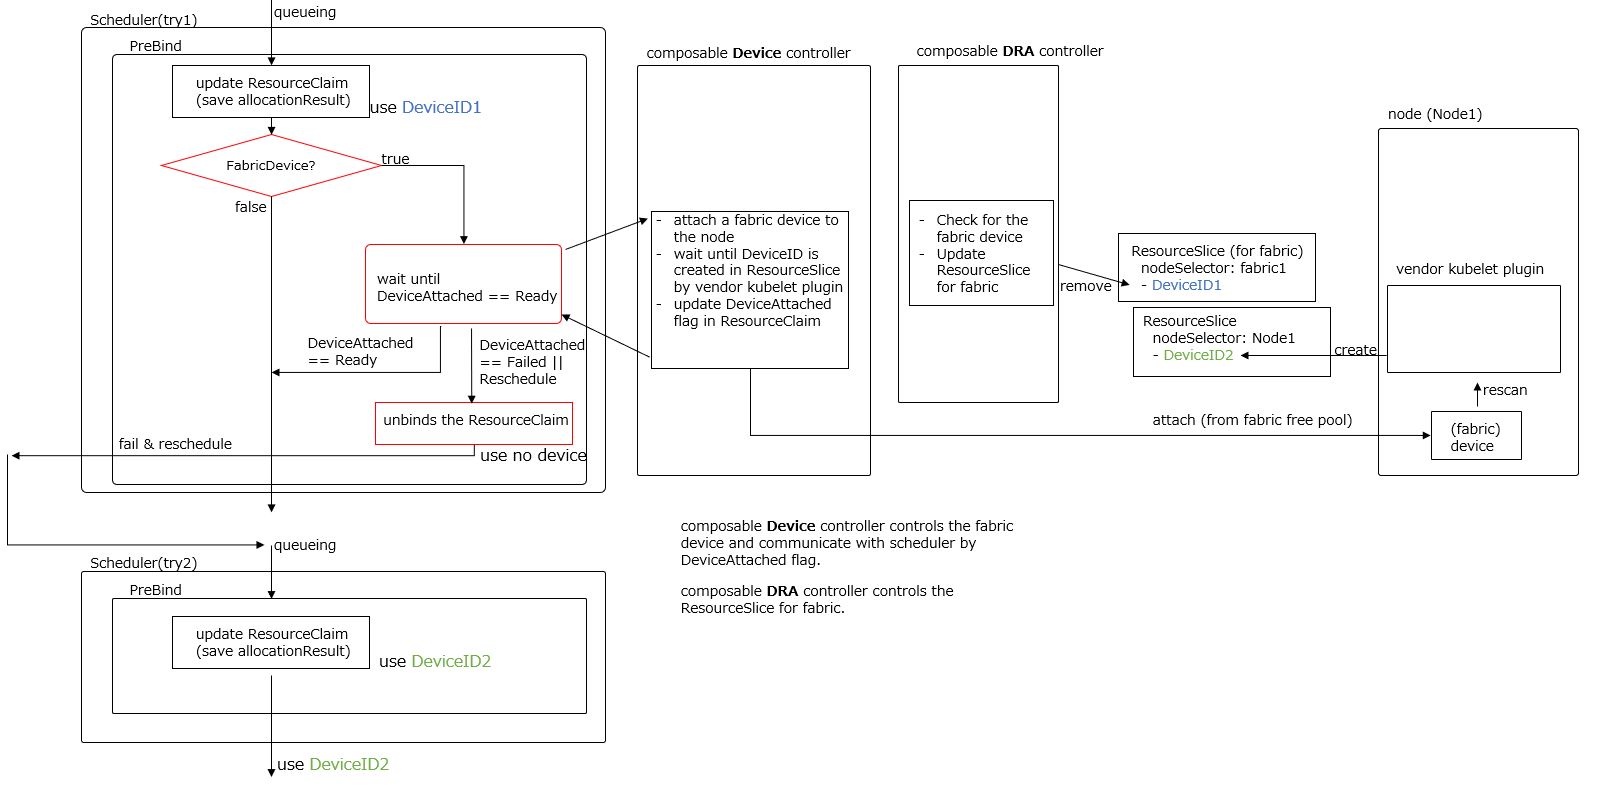 queueing
Scheduler(try1)
PreBind
update ResourceClaim
(save allocationResult)
use DeviceID1
FabricDevice?
true
false
wait until
DeviceAttached == Ready
DeviceAttached
== Ready
DeviceAttached
== Failed ||
Reschedule
unbinds the ResourceClaim
use no device
fail & reschedule
composable Device controller
- attach a fabric device to
the node
- wait until DeviceID is
created in ResourceSlice
by vendor kubelet plugin
- update DeviceAttached
flag in ResourceClaim
composable DRA controller
- Check for the
fabric device
- Update
ResourceSlice
for fabric
remove
ResourceSlice (for fabric)
nodeSelector: fabric1
- DeviceID1
ResourceSlice
nodeSelector: Node1
- DeviceID2
create
node (Node1)
vendor kubelet plugin
rescan
(fabric)
device
attach (from fabric free pool)
composable Device controller controls the fabric
device and communicate with scheduler by
DeviceAttached flag.
composable DRA controller controls the
ResourceSlice for fabric.
queueing
Scheduler(try2)
PreBind
update ResourceClaim
(save allocationResult)
use DeviceID2
use DeviceID2